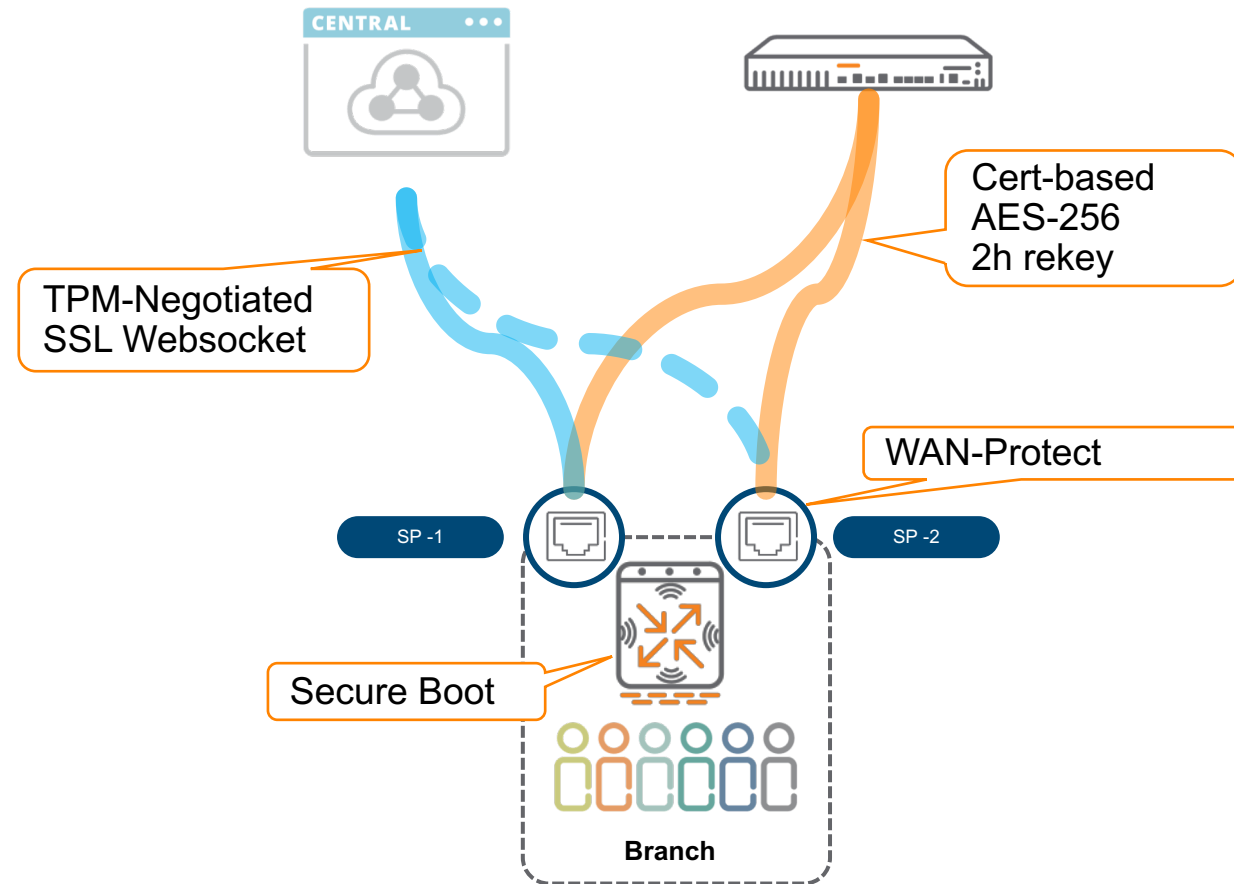 CENTRAL
Cert-based
AES-256
2h rekey
TPM-Negotiated
SSL Websocket
WAN-Protect
SP -1
SP -2
Secure Boot
Branch